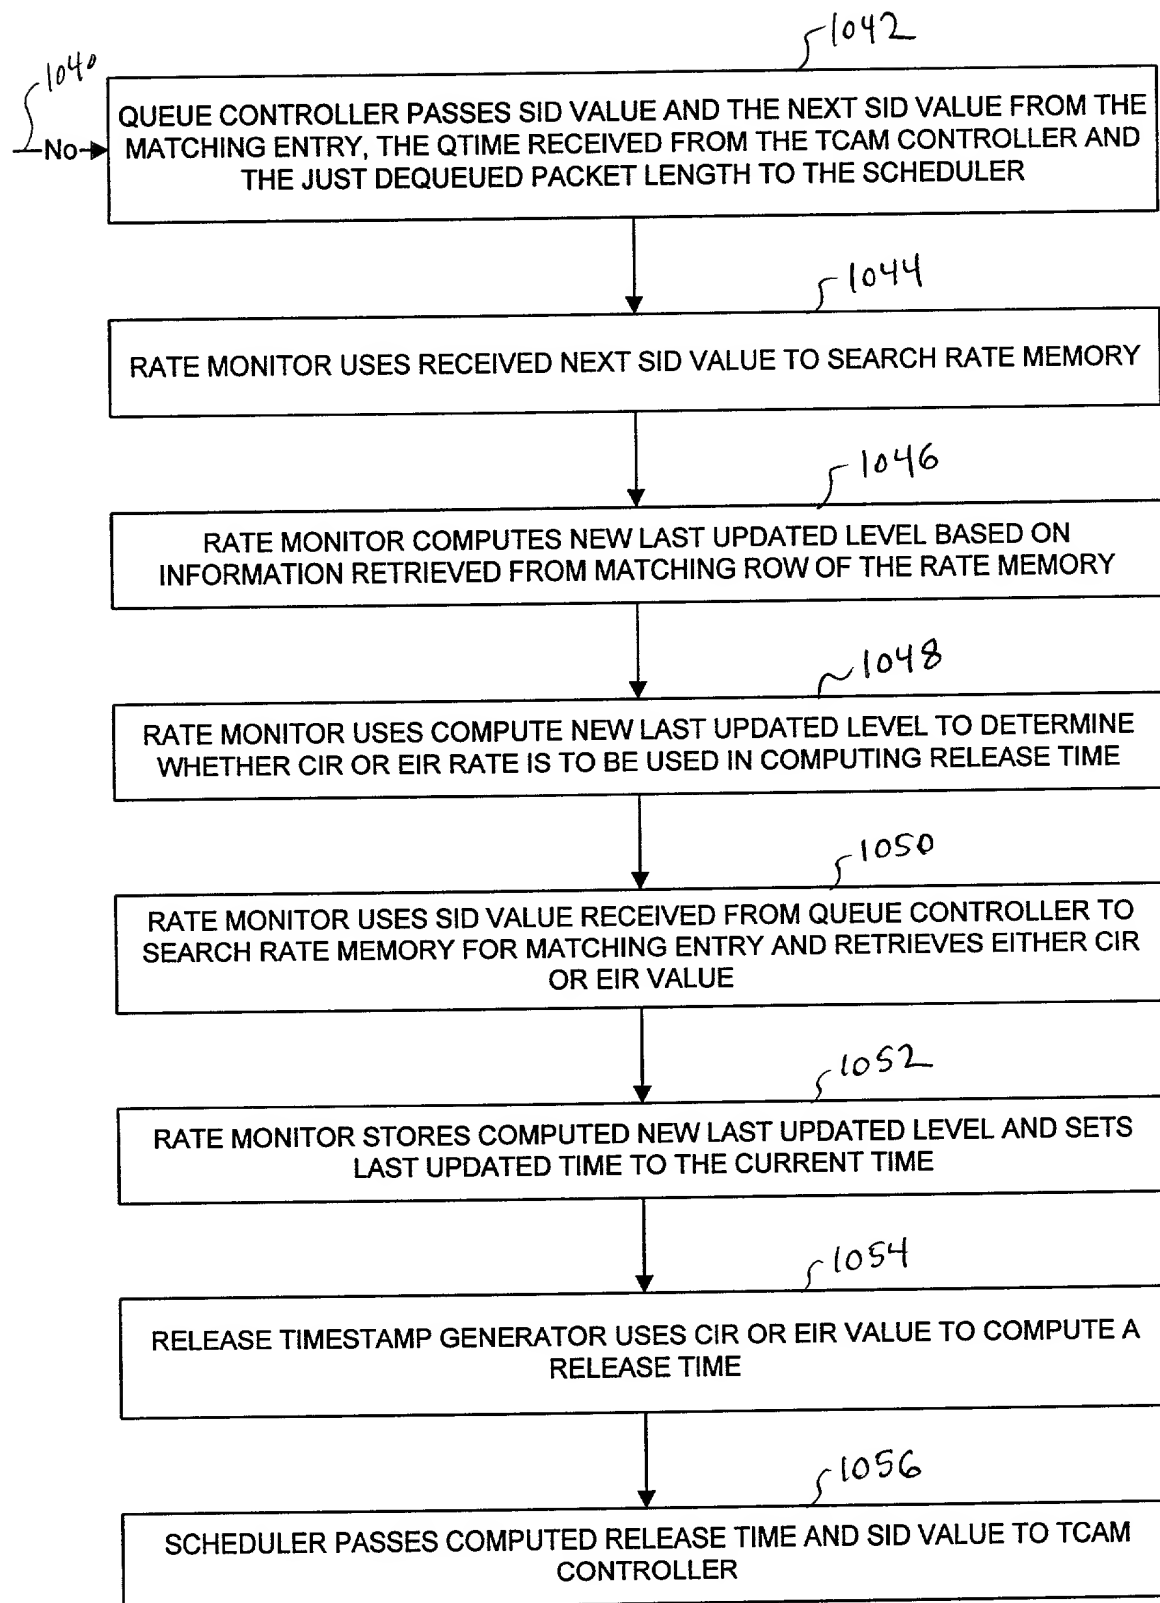 1042
1040
No
QUEUE CONTROLLER PASSES SID VALUE AND THE NEXT SID VALUE FROM THE
MATCHING ENTRY, THE QTIME RECEIVED FROM THE TCAM CONTROLLER AND
THE JUST DEQUEUED PACKET LENGTH TO THE SCHEDULER
1044
RATE MONITOR USES RECEIVED NEXT SID VALUE TO SEARCH RATE MEMORY
1046
RATE MONITOR COMPUTES NEW LAST UPDATED LEVEL BASED ON
INFORMATION RETRIEVED FROM MATCHING ROW OF THE RATE MEMORY
1048
RATE MONITOR USES COMPUTE NEW LAST UPDATED LEVEL TO DETERMINE
WHETHER CIR OR EIR RATE IS TO BE USED IN COMPUTING RELEASE TIME
1050
RATE MONITOR USES SID VALUE RECEIVED FROM QUEUE CONTROLLER TO
SEARCH RATE MEMORY FOR MATCHING ENTRY AND RETRIEVES EITHER CIR
OR EIR VALUE
1052
RATE MONITOR STORES COMPUTED NEW LAST UPDATED LEVEL AND SETS
LAST UPDATED TIME TO THE CURRENT TIME
1054
RELEASE TIMESTAMP GENERATOR USES CIR OR EIR VALUE TO COMPUTE A
RELEASE TIME
1056
SCHEDULER PASSES COMPUTED RELEASE TIME AND SID VALUE TO TCAM
CONTROLLER